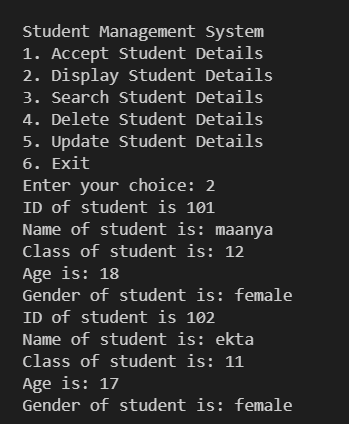 Student Management System
1. Accept Student Details
2. Display Student Details
3. Search Student Details
4. Delete Student Details
5. Update Student Details
6. Exit
Enter your choice: 2
ID of student is 101
Name of student is: maanya
Class of student is: 12
Age is: 18
Gender of student is: female
ID of student is 102
Name of student is: ekta
Class of student is: 11
Age is: 17
Gender of student is: female